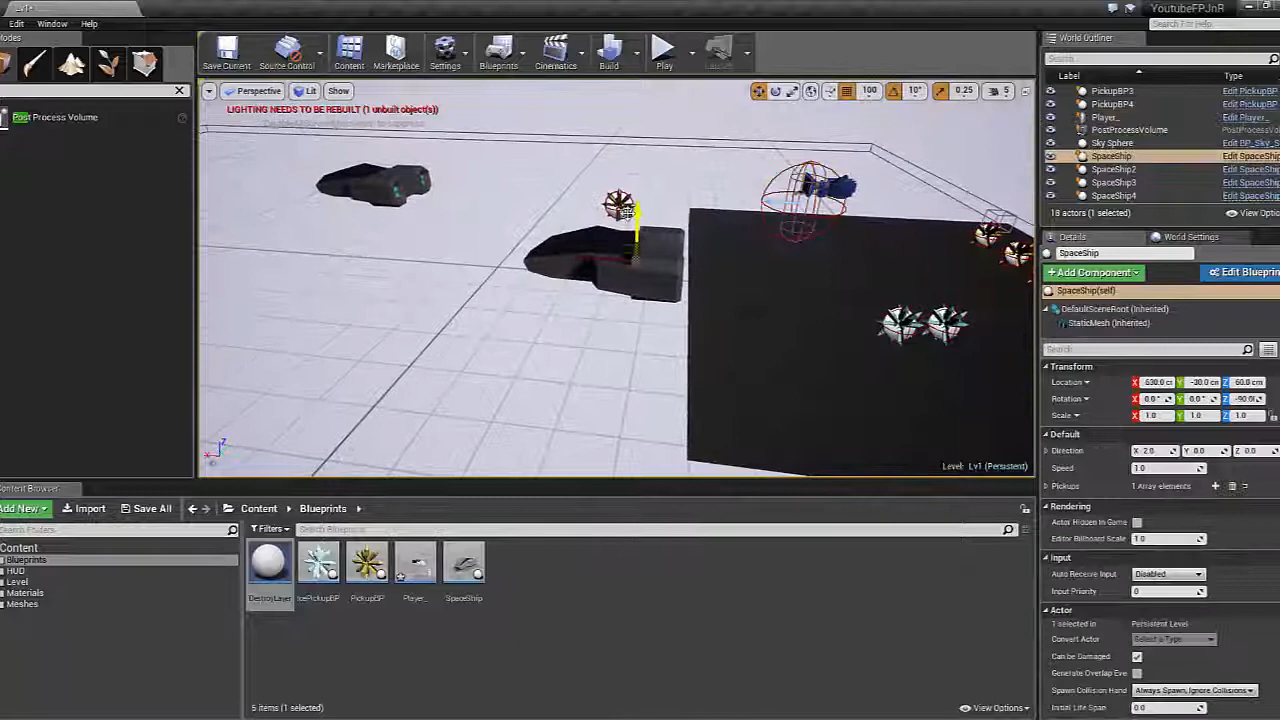 Lv1
YoutubeFPJnR
Edit Window Help
Search For Help
Modes
Save Current
Source Control
Content
Marketplace
Settings
Blueprints
Cinematics
Build
Play
Post Process Volume
Perspective
Lit
Show
100
10°
0.25
5
LIGHTING NEEDS TO BE REBUILT (1 unbuilt object(s))
Level: Lv1 (Persistent)
World Outliner
Search...
Label Type
PickupBP3 Edit PickupBP
PickupBP4 Edit PickupBP
Player_ Edit Player_
PostProcessVolume PostProcessV
Sky Sphere Edit BP_Sky_S
SpaceShip Edit SpaceShip
SpaceShip2 Edit SpaceShip
SpaceShip3 Edit SpaceShip
SpaceShip4 Edit SpaceShip
18 actors (1 selected) View Optio
Details World Settings
SpaceShip
+Add Component Edit Blueprin
SpaceShip(self)
DefaultSceneRoot (Inherited)
StaticMesh (Inherited)
Search
Transform
Location X 630.0 cm Y -30.0 cm Z 60.0 cm
Rotation X 0.0° Y 0.0° Z -90.0
Scale X 1.0 Y 1.0 Z 1.0
Default
Direction X 2.0 Y 0.0 Z 0.0
Speed 1.0
Pickups 1 Array elements
Rendering
Actor Hidden In Game
Editor Billboard Scale 1.0
Input
Auto Receive Input Disabled
Input Priority 0
Actor
1 selected in Persistent Level
Convert Actor Select a Type
Can be Damaged
Generate Overlap Eve
Spawn Collision Hand Always Spawn, Ignore Collisions
Initial Life Span 0.0
Content Browser
Add New Import Save All Content Blueprints
Search Folders
Filters Search Blueprints
Content
Blueprints
HUD
Level
Materials
Meshes
DestroyLayer
IcePickupBP
PickupBP
Player_
SpaceShip
5 items (1 selected) View Options